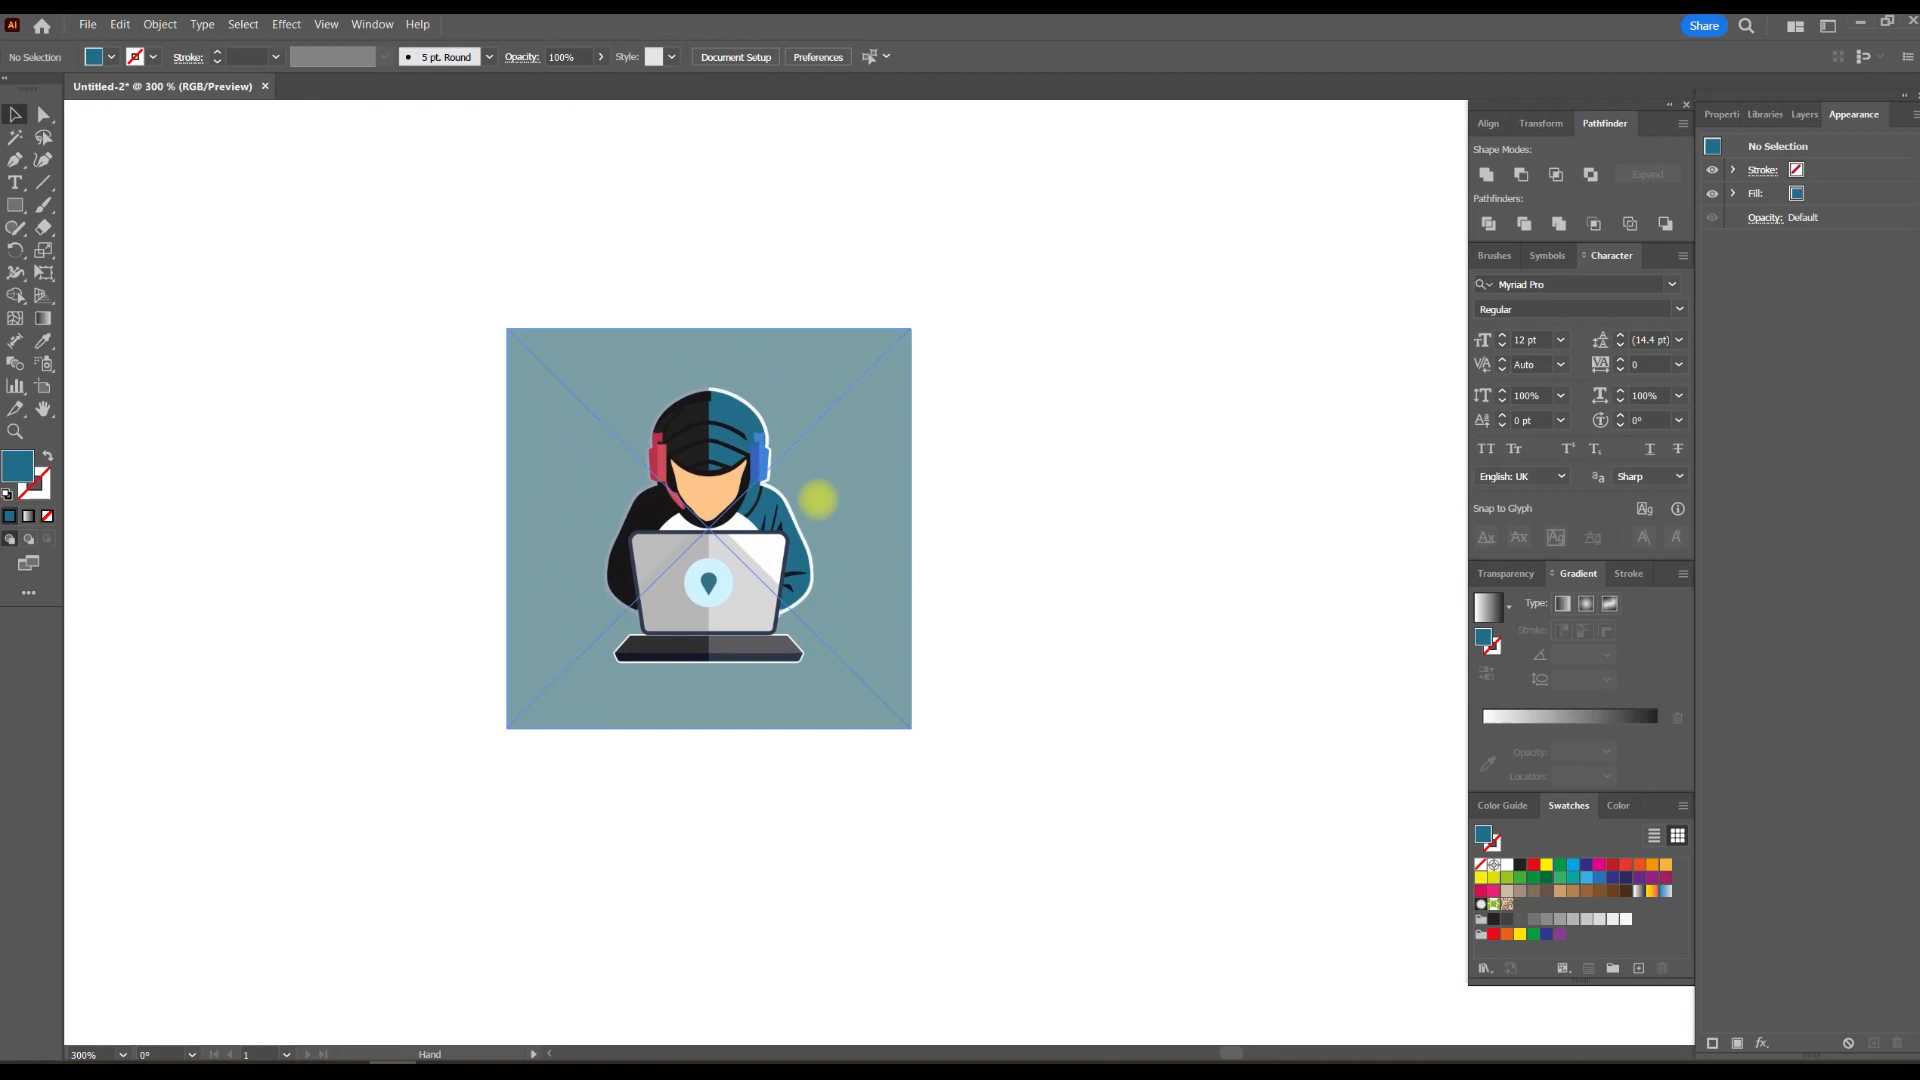 Ai File Edit Object Type Select Effect View Window Help Share
No Selection Stroke: 5 pt. Round Opacity: 100% Style: Document Setup Preferences
Untitled-2* @ 300 % (RGB/Preview) ×
Align Transform Pathfinder
Shape Modes:
Expand
Pathfinders:
Brushes Symbols Character
Myriad Pro
Regular
12 pt (14.4 pt)
Auto 0
100% 100%
0 pt 0°
English: UK Sharp
Snap to Glyph
Transparency Gradient Stroke
Type:
Stroke:
Opacity:
Location:
Color Guide Swatches Color
Properti Libraries Layers Appearance
No Selection
Stroke:
Fill:
Opacity: Default
fx.
300% 0° 1 Hand